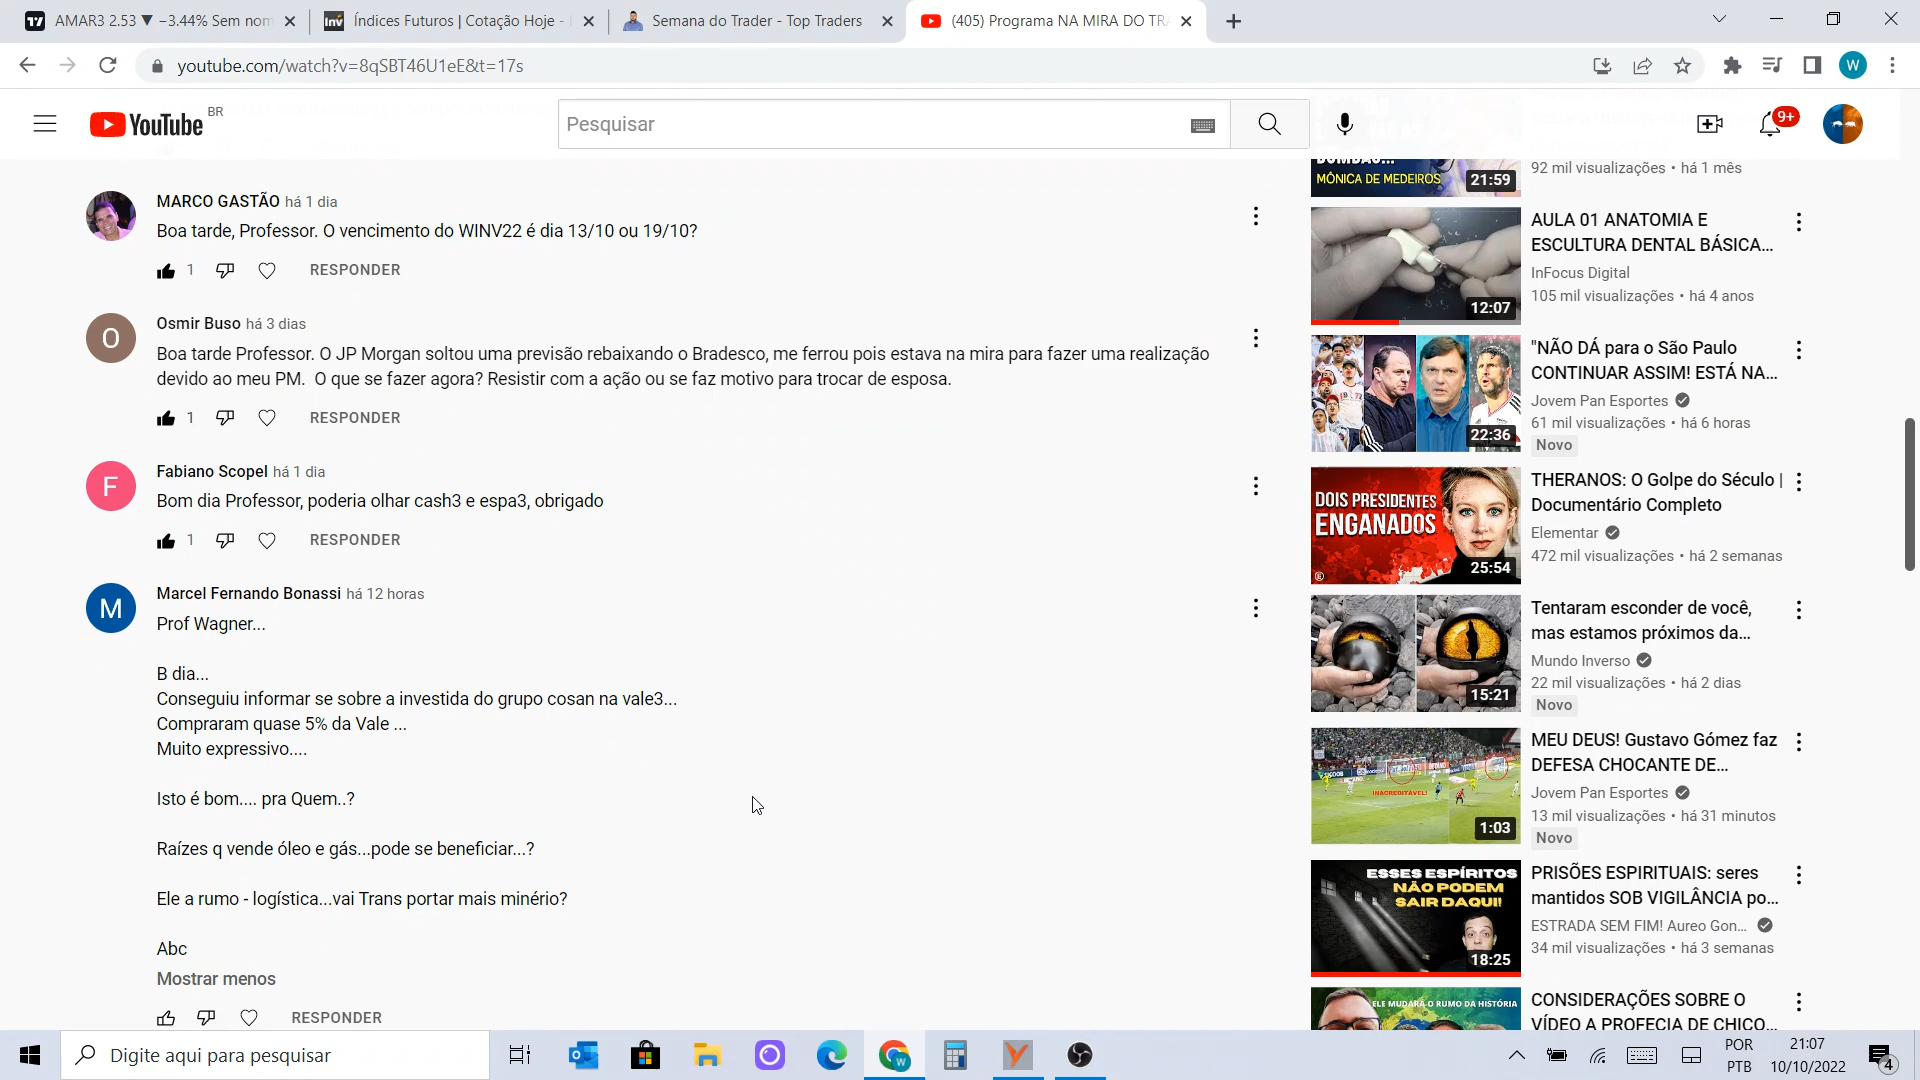 AMAR3 2.53 ▼ −3.44% Sem nom
Índices Futuros | Cotação Hoje -
Semana do Trader - Top Traders
(405) Programa NA MIRA DO TR
youtube.com/watch?v=8qSBT46U1eE&t=17s
W
YouTube BR
Pesquisar
9+
MARCO GASTÃO há 1 dia
Boa tarde, Professor. O vencimento do WINV22 é dia 13/10 ou 19/10?
1 RESPONDER
O
Osmir Buso há 3 dias
Boa tarde Professor. O JP Morgan soltou uma previsão rebaixando o Bradesco, me ferrou pois estava na mira para fazer uma realização
devido ao meu PM.  O que se fazer agora? Resistir com a ação ou se faz motivo para trocar de esposa.
1 RESPONDER
F
Fabiano Scopel há 1 dia
Bom dia Professor, poderia olhar cash3 e espa3, obrigado
1 RESPONDER
M
Marcel Fernando Bonassi há 12 horas
Prof Wagner...
B dia...
Conseguiu informar se sobre a investida do grupo cosan na vale3...
Compraram quase 5% da Vale ...
Muito expressivo....
Isto é bom.... pra Quem..?
Raízes q vende óleo e gás...pode se beneficiar...?
Ele a rumo - logística...vai Trans portar mais minério?
Abc
Mostrar menos
RESPONDER
MÔNICA DE MEDEIROS
21:59
92 mil visualizações • há 1 mês
12:07
AULA 01 ANATOMIA E
ESCULTURA DENTAL BÁSICA...
InFocus Digital
105 mil visualizações • há 4 anos
22:36
"NÃO DÁ para o São Paulo
CONTINUAR ASSIM! ESTÁ NA...
Jovem Pan Esportes
61 mil visualizações • há 6 horas
Novo
DOIS PRESIDENTES
ENGANADOS
25:54
THERANOS: O Golpe do Século |
Documentário Completo
Elementar
472 mil visualizações • há 2 semanas
15:21
Tentaram esconder de você,
mas estamos próximos da...
Mundo Inverso
22 mil visualizações • há 2 dias
Novo
INACREDITÁVEL!
1:03
MEU DEUS! Gustavo Gómez faz
DEFESA CHOCANTE DE...
Jovem Pan Esportes
13 mil visualizações • há 31 minutos
Novo
ESSES ESPÍRITOS
NÃO PODEM
SAIR DAQUI!
18:25
PRISÕES ESPIRITUAIS: seres
mantidos SOB VIGILÂNCIA po...
ESTRADA SEM FIM! Aureo Gon...
34 mil visualizações • há 3 semanas
ELE MUDARÁ O RUMO DA HISTÓRIA
CONSIDERAÇÕES SOBRE O
VÍDEO A PROFECIA DE CHICO...
Digite aqui para pesquisar
POR
PTB
21:07
10/10/2022
4